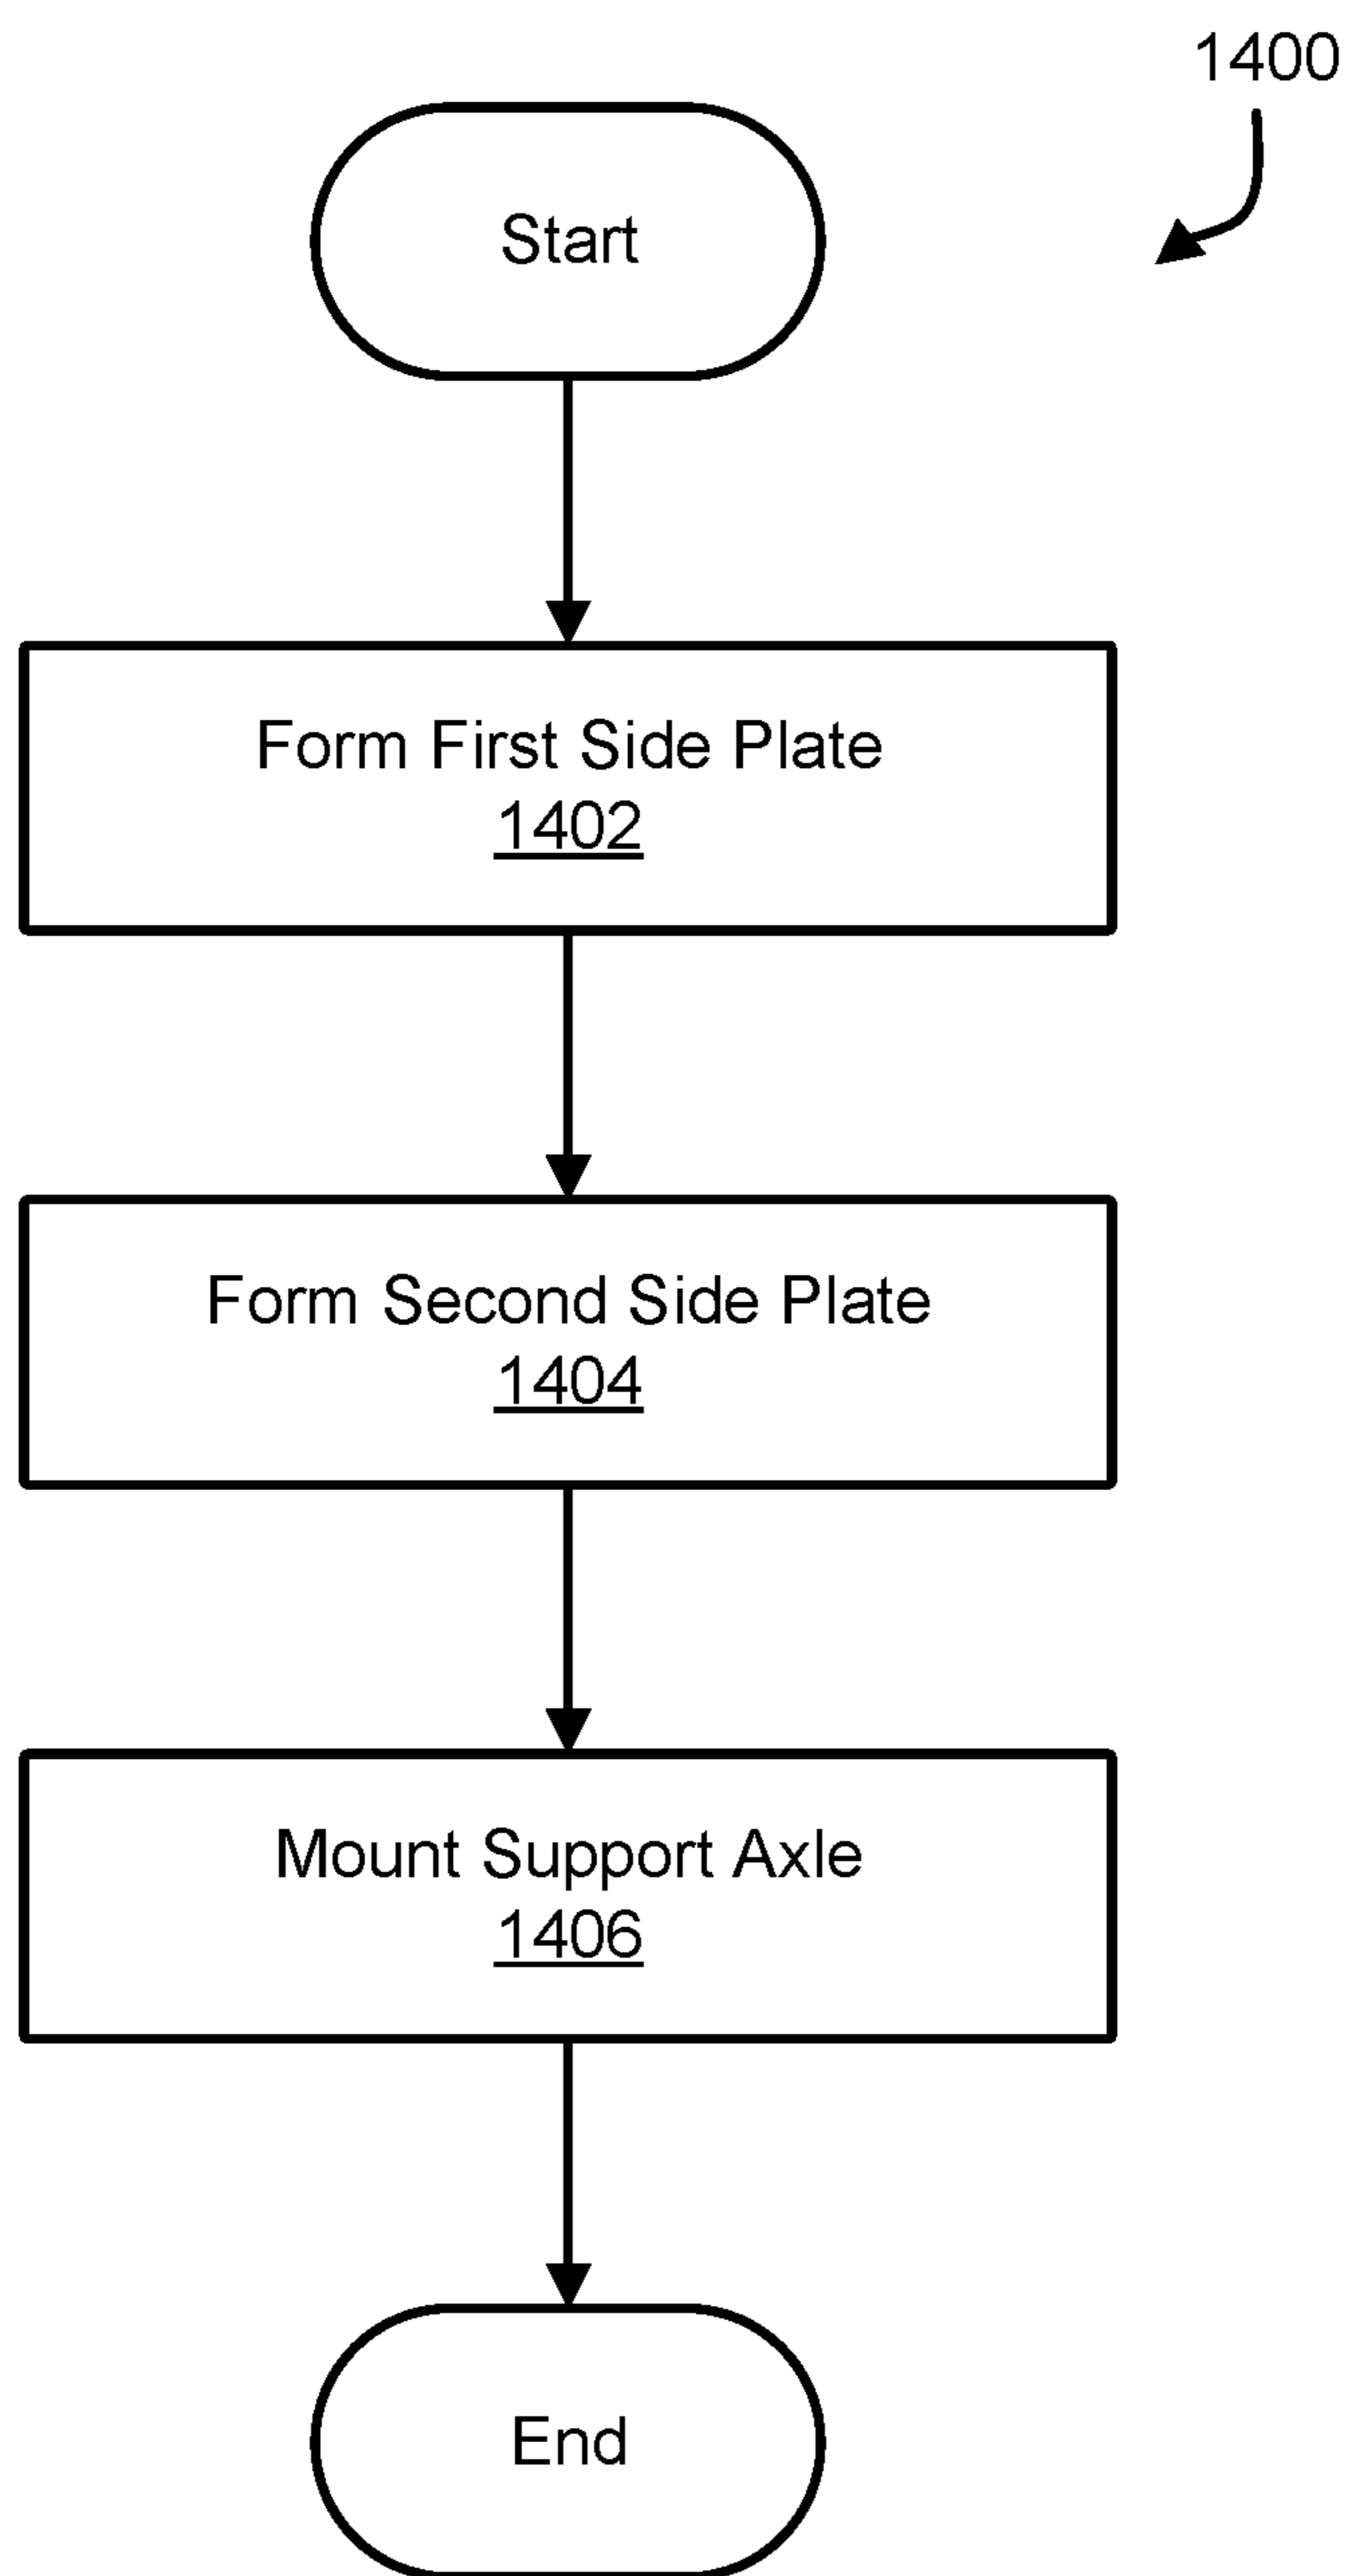 1400
Start
Form First Side Plate
1402
Form Second Side Plate
1404
Mount Support Axle
1406
End